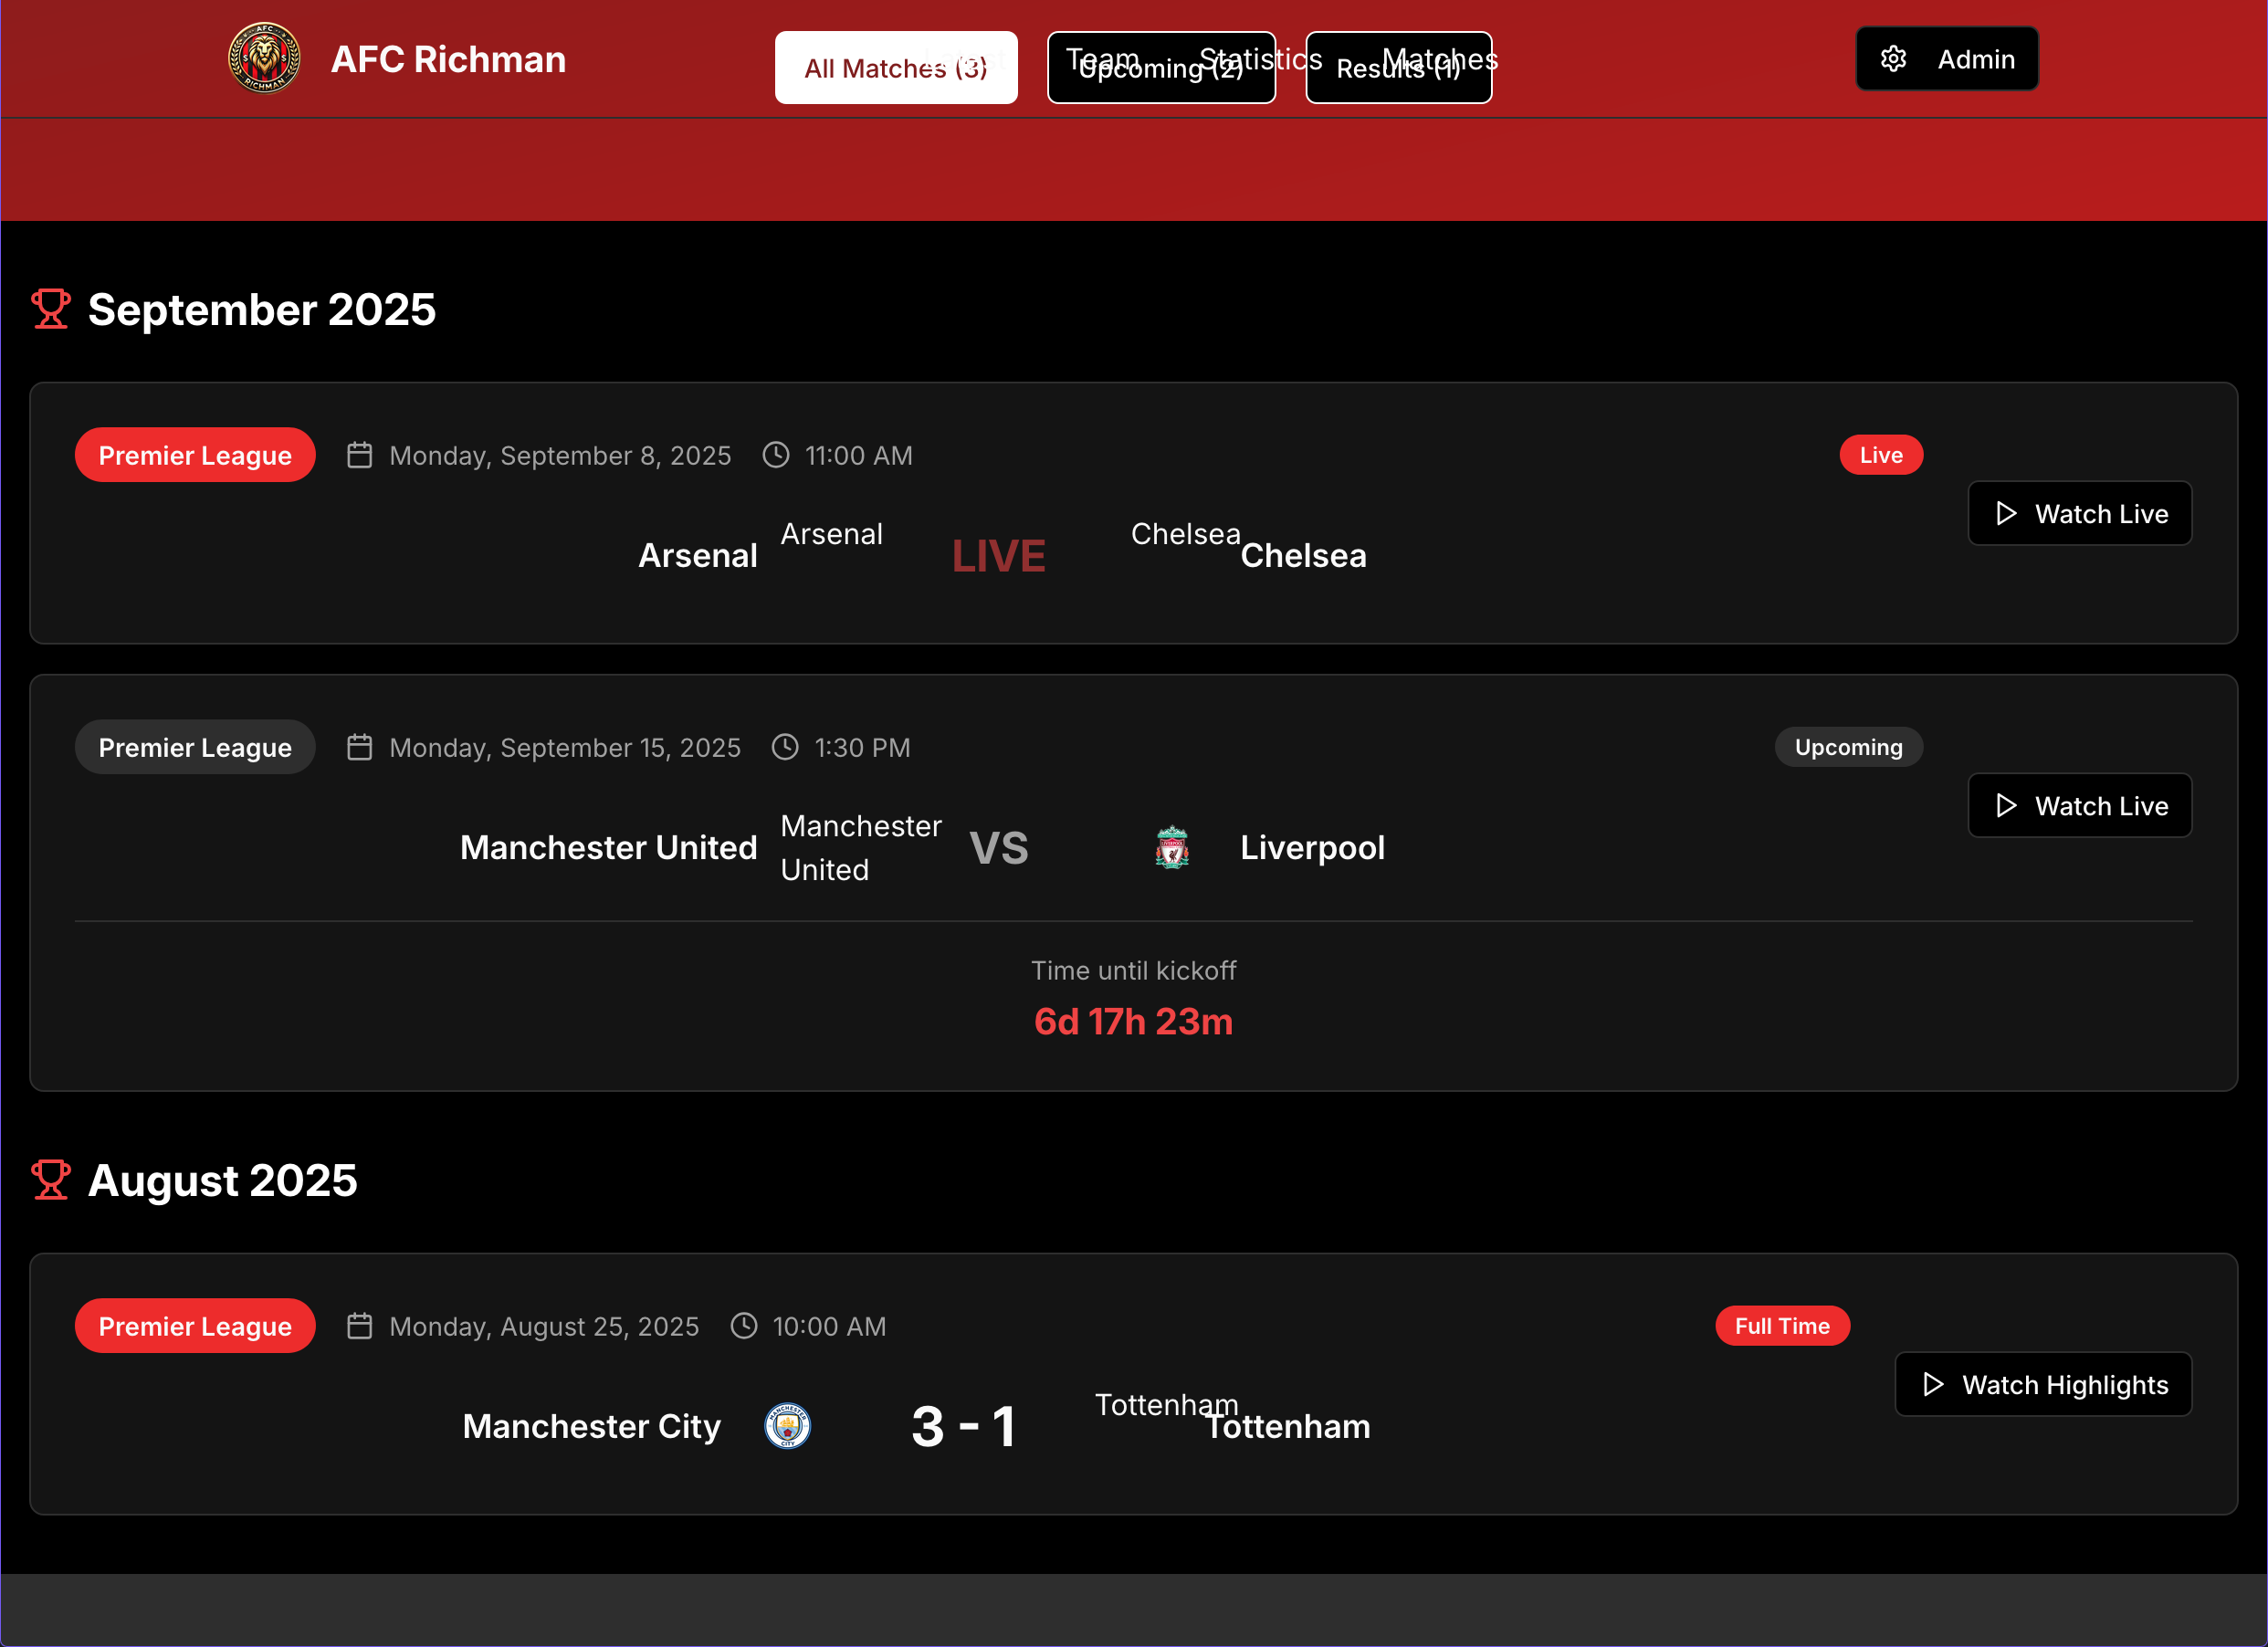 AFC
RICHMAN
AFC Richman
All Matches (3)
Team
Upcoming (2)
Statistics
Results (1)
Matches
Admin
September 2025
Premier League
Monday, September 8, 2025
11:00 AM
Live
Watch Live
Arsenal
Arsenal
LIVE
Chelsea
Chelsea
Premier League
Monday, September 15, 2025
1:30 PM
Upcoming
Watch Live
Manchester United
Manchester
United
VS
Liverpool
Time until kickoff
6d 17h 23m
August 2025
Premier League
Monday, August 25, 2025
10:00 AM
Full Time
Watch Highlights
Manchester City
MANCHESTER
CITY
3 - 1
Tottenham
Tottenham